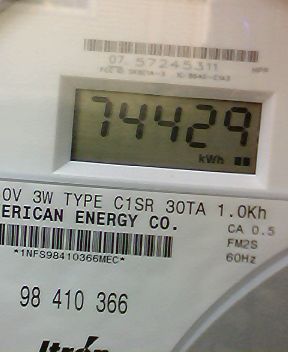 07 57245311
74429
kWh
0V 3W TYPE C1SR 30TA 1.0Kh
ERICAN ENERGY CO.
CA 0.5
FM2S
60Hz
*1NFS98410366MEC*
98 410 366
Itron